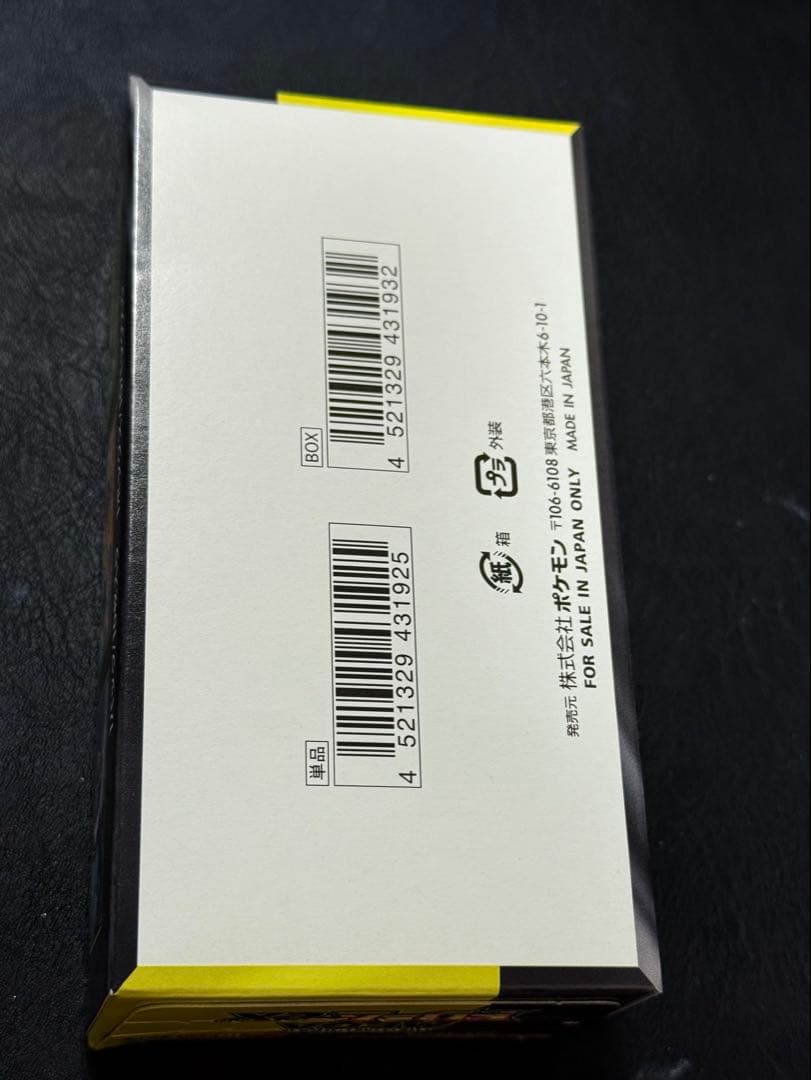 単品
4 521329 431925
BOX
4 521329 431932
紙 箱
プラ 外装
発売元 株式会社ポケモン 〒106-6108 東京都港区六本木6-10-1
FOR SALE IN JAPAN ONLY MADE IN JAPAN